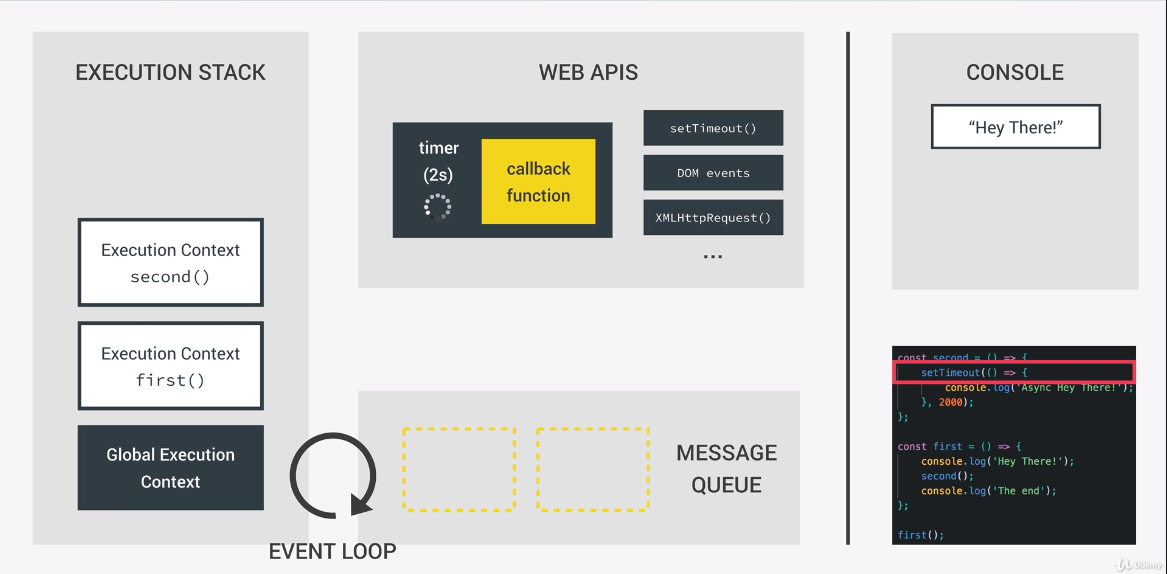 EXECUTION STACK
Execution Context
second()
Execution Context
first()
Global Execution
Context
EVENT LOOP
WEB APIS
timer
(2s)
callback
function
setTimeout()
DOM events
XMLHttpRequest()
...
MESSAGE
QUEUE
CONSOLE
“Hey There!”
const second = () => {
setTimeout(() => {
console.log('Async Hey There!');
}, 2000);
};
const first = () => {
console.log('Hey There!');
second();
console.log('The end');
};
first();
Udemy